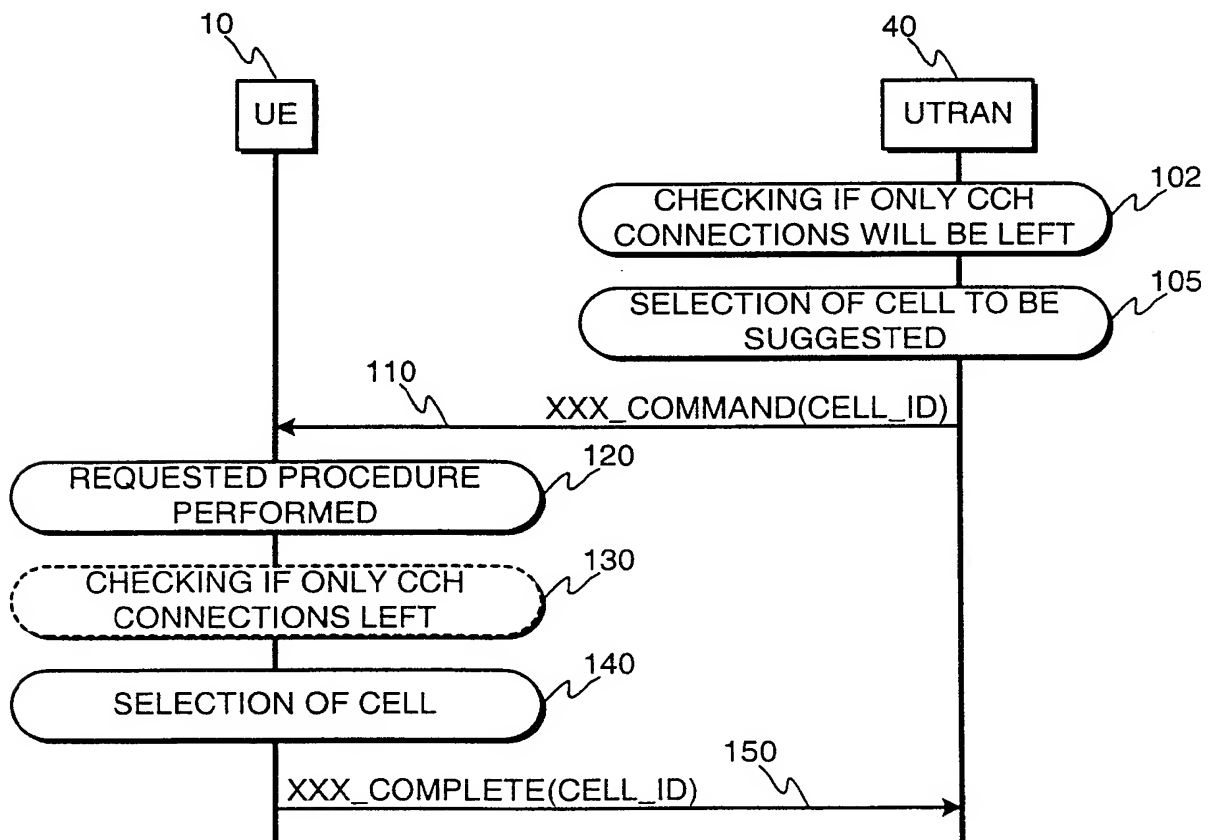 10
40
UE
UTRAN
102
CHECKING IF ONLY CCH
CONNECTIONS WILL BE LEFT
105
SELECTION OF CELL TO BE
SUGGESTED
110
XXX_COMMAND(CELL_ID)
120
REQUESTED PROCEDURE
PERFORMED
130
CHECKING IF ONLY CCH
CONNECTIONS LEFT
140
SELECTION OF CELL
150
XXX_COMPLETE(CELL_ID)